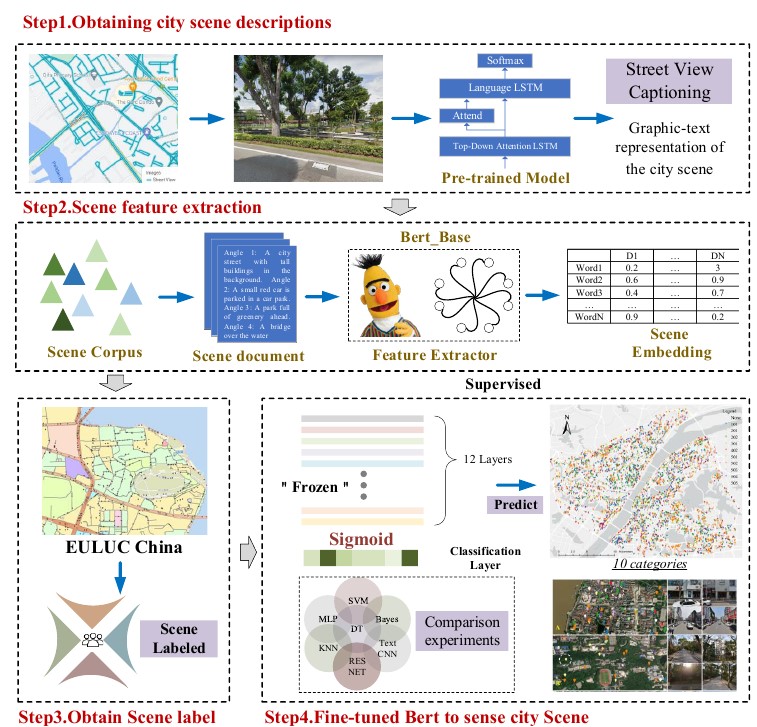 Step1.Obtaining city scene descriptions
Images
Street View
Softmax
Language LSTM
Attend
Top-Down Attention LSTM
Pre-trained Model
Street View
Captioning
Graphic-text
representation of
the city scene
Step2.Scene feature extraction
Scene Corpus
Angle 1: A city
street with tall
buildings in the
background. Angle
2: A small red car is
parked in a car park.
Angle 3: A park full
of greenery ahead.
Angle 4: A bridge
over the water
Scene document
Bert_Base
Feature Extractor
D1 … DN
Word1 0.2 … 3
Word2 0.6 … 0.9
Word3 0.4 … 0.7
… … …
WordN 0.9 … 0.2
Scene
Embedding
Supervised
EULUC China
Scene
Labeled
Step3.Obtain Scene label
12 Layers
" Frozen "
Sigmoid
Classification
Layer
Predict
SVM
MLP
Bayes
DT
KNN
Text
CNN
RES
NET
Comparison
experiments
N
10 categories
A
Step4.Fine-tuned Bert to sense city Scene